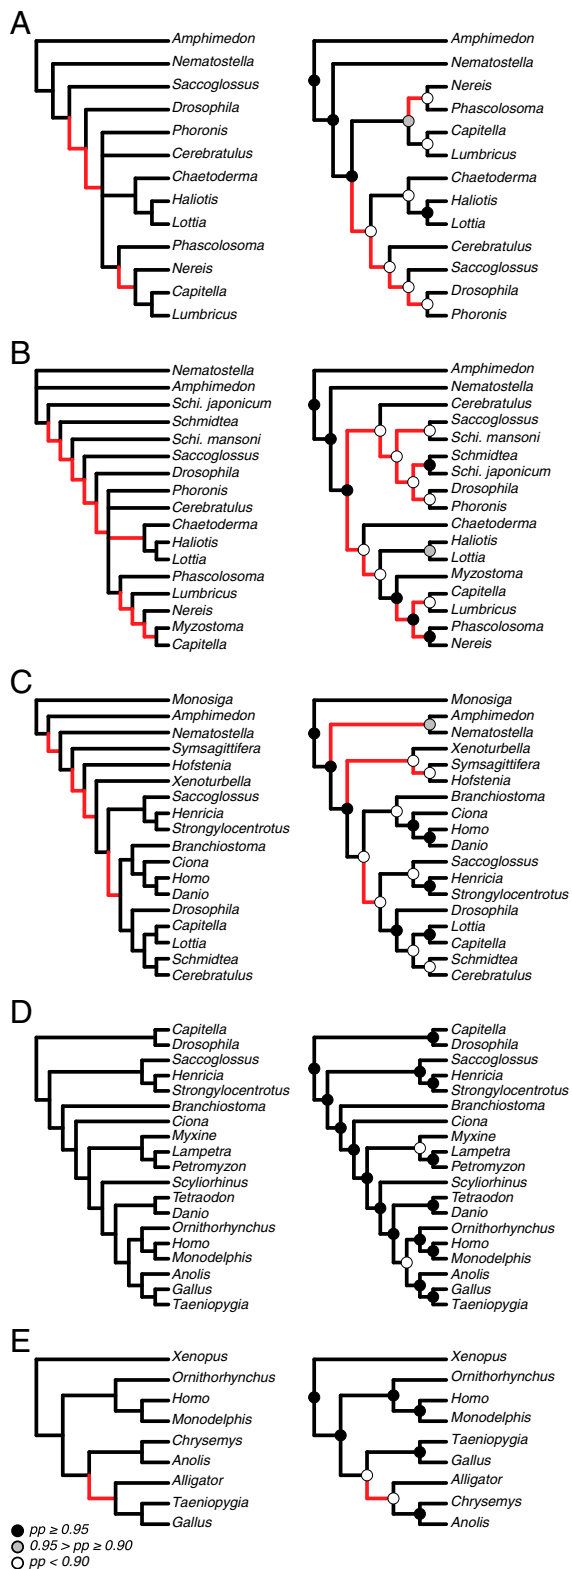 A
Amphimedon
Nematostella
Saccoglossus
Drosophila
Phoronis
Cerebratulus
Chaetoderma
Haliotis
Lottia
Phascolosoma
Nereis
Capitella
Lumbricus
Amphimedon
Nematostella
Nereis
Phascolosoma
Capitella
Lumbricus
Chaetoderma
Haliotis
Lottia
Cerebratulus
Saccoglossus
Drosophila
Phoronis
B
Nematostella
Amphimedon
Schi. japonicum
Schmidtea
Schi. mansoni
Saccoglossus
Drosophila
Phoronis
Cerebratulus
Chaetoderma
Haliotis
Lottia
Phascolosoma
Lumbricus
Nereis
Myzostoma
Capitella
Amphimedon
Nematostella
Cerebratulus
Saccoglossus
Schi. mansoni
Schmidtea
Schi. japonicum
Drosophila
Phoronis
Chaetoderma
Haliotis
Lottia
Myzostoma
Capitella
Lumbricus
Phascolosoma
Nereis
C
Monosiga
Amphimedon
Nematostella
Symsagittifera
Hofstenia
Xenoturbella
Saccoglossus
Henricia
Strongylocentrotus
Branchiostoma
Ciona
Homo
Danio
Drosophila
Capitella
Lottia
Schmidtea
Cerebratulus
Monosiga
Amphimedon
Nematostella
Xenoturbella
Symsagittifera
Hofstenia
Branchiostoma
Ciona
Homo
Danio
Saccoglossus
Henricia
Strongylocentrotus
Drosophila
Lottia
Capitella
Schmidtea
Cerebratulus
D
Capitella
Drosophila
Saccoglossus
Henricia
Strongylocentrotus
Branchiostoma
Ciona
Myxine
Lampetra
Petromyzon
Scyliorhinus
Tetraodon
Danio
Ornithorhynchus
Homo
Monodelphis
Anolis
Gallus
Taeniopygia
Capitella
Drosophila
Saccoglossus
Henricia
Strongylocentrotus
Branchiostoma
Ciona
Myxine
Lampetra
Petromyzon
Scyliorhinus
Tetraodon
Danio
Ornithorhynchus
Homo
Monodelphis
Anolis
Gallus
Taeniopygia
E
Xenopus
Ornithorhynchus
Homo
Monodelphis
Chrysemys
Anolis
Alligator
Taeniopygia
Gallus
Xenopus
Ornithorhynchus
Homo
Monodelphis
Taeniopygia
Gallus
Alligator
Chrysemys
Anolis
pp ≥ 0.95
0.95 > pp ≥ 0.90
pp < 0.90